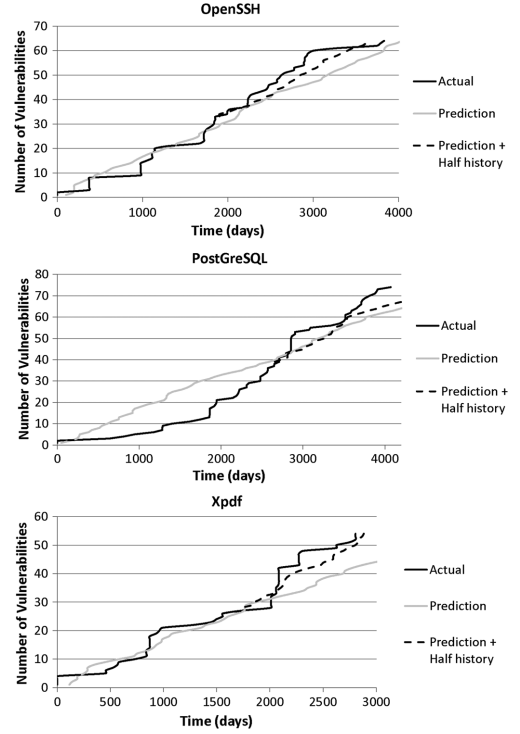 OpenSSH
70
60
50
40
30
20
10
0
Number of Vulnerabilities
0 1000 2000 3000 4000
Time (days)
Actual
Prediction
Prediction +
Half history
PostGreSQL
80
70
60
50
40
30
20
10
0
Number of Vulnerabilities
0 1000 2000 3000 4000
Time (days)
Actual
Prediction
Prediction +
Half history
Xpdf
60
50
40
30
20
10
0
Number of Vulnerabilities
0 500 1000 1500 2000 2500 3000
Time (days)
Actual
Prediction
Prediction +
Half history